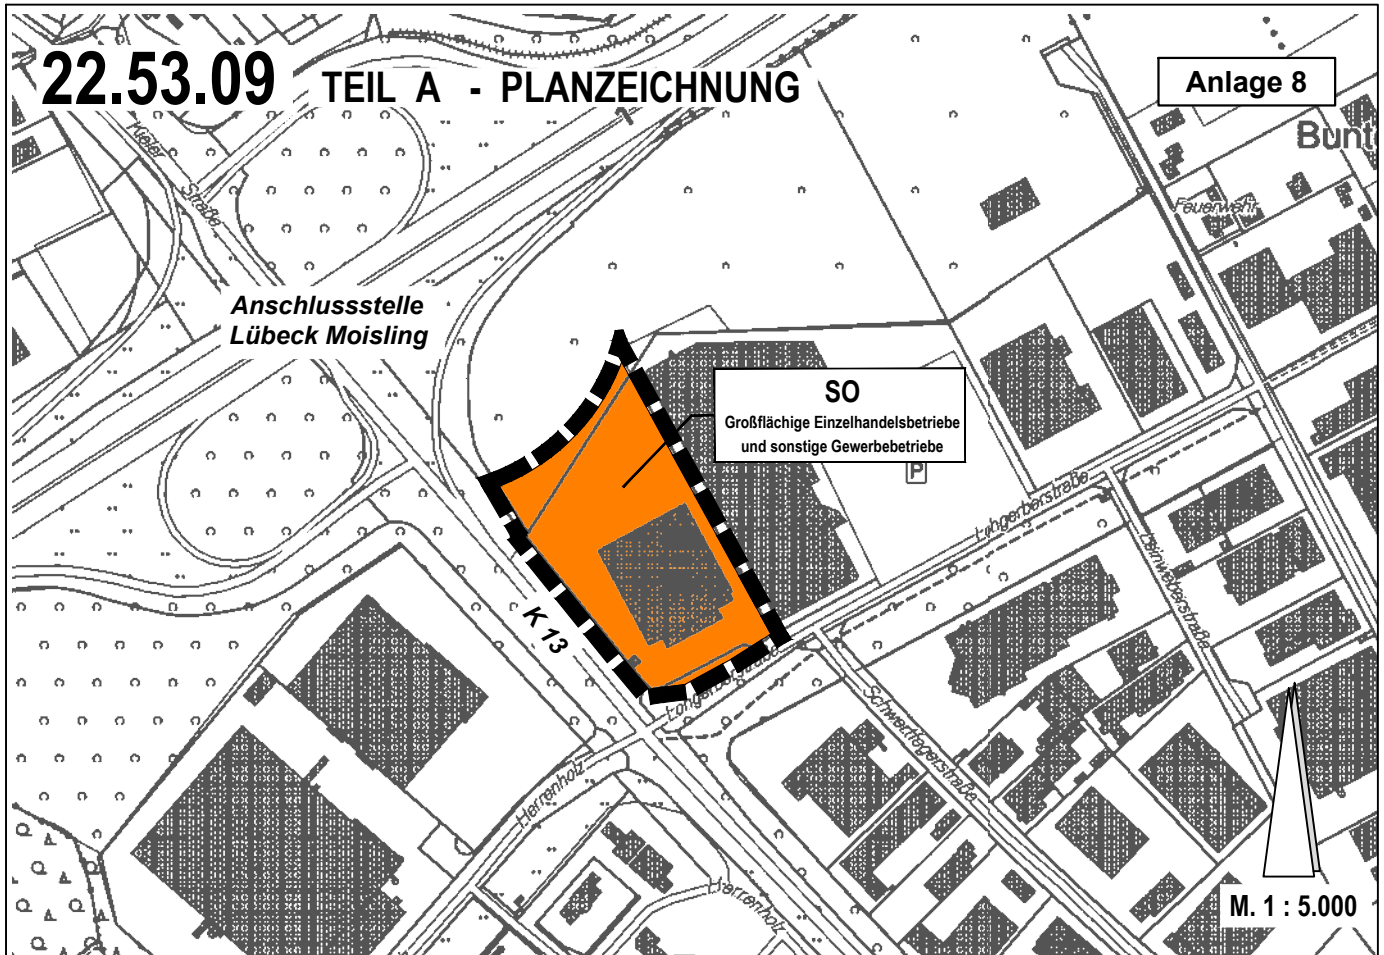 22.53.09 TEIL A - PLANZEICHNUNG
Anlage 8
Bunt
Kieler
Straße
Feuerwehr
Anschlussstelle
Lübeck Moisling
SO
Großflächige Einzelhandelsbetriebe
und sonstige Gewerbebetriebe
P
Lohgerberstraße
Leinweberstraße
K 13
Lohgerberstraße
Schwertfegerstraße
Herrenholz
Herrenholz
M. 1 : 5.000